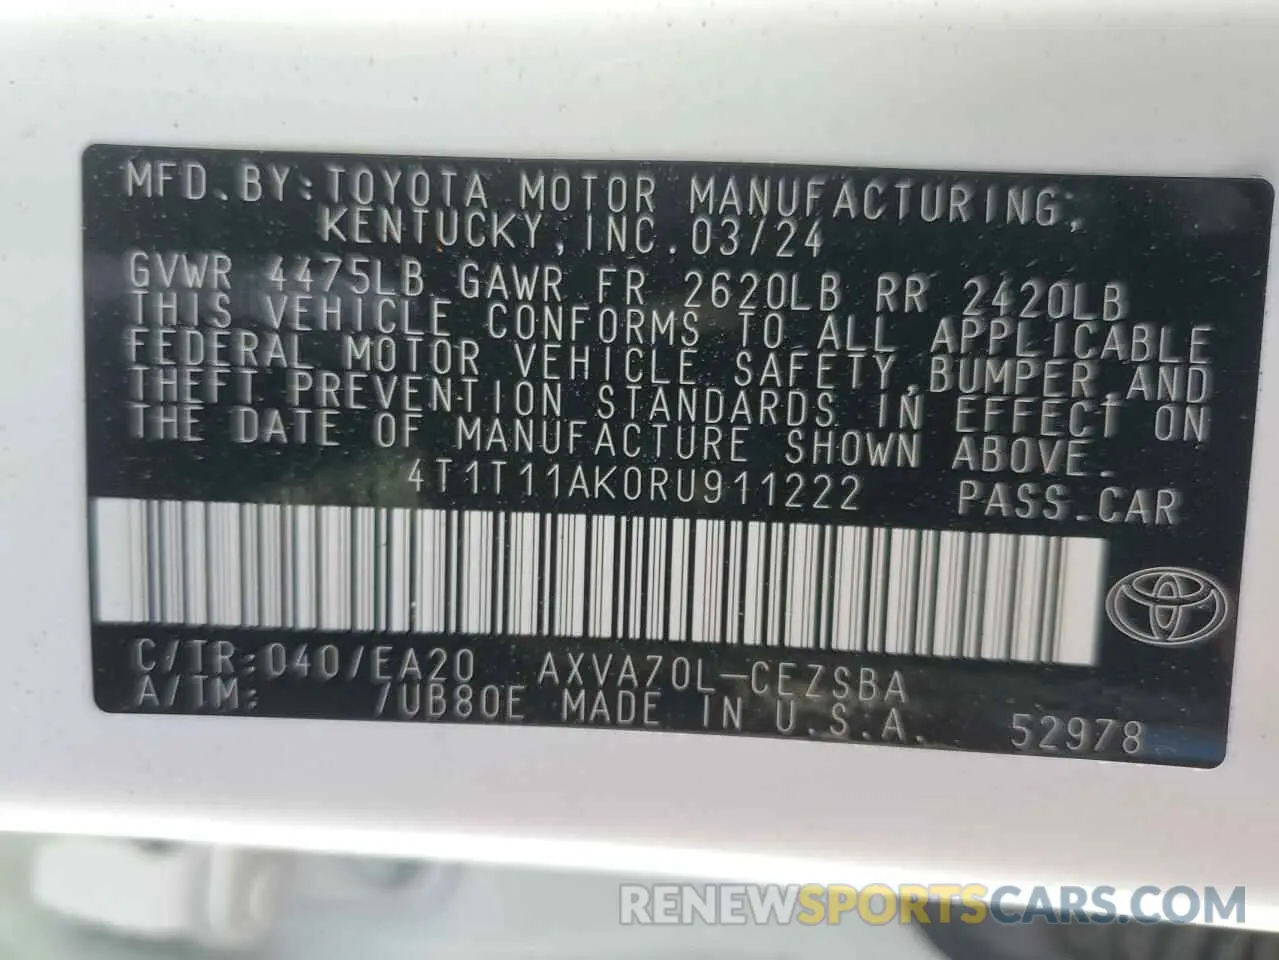 MFD.BY:TOYOTA MOTOR MANUFACTURING,
KENTUCKY,INC.03/24
GVWR 4475LB GAWR FR 2620LB RR 2420LB
THIS VEHICLE CONFORMS TO ALL APPLICABLE
FEDERAL MOTOR VEHICLE SAFETY,BUMPER,AND
THEFT PREVENTION STANDARDS IN EFFECT ON
THE DATE OF MANUFACTURE SHOWN ABOVE.
4T1T11AK0RU911222 PASS.CAR
C/TR:040/EA20 AXVA70L-CEZSBA
A/TM: /UB80E MADE IN U.S.A. 52978
RENEWSPORTSCARS.COM